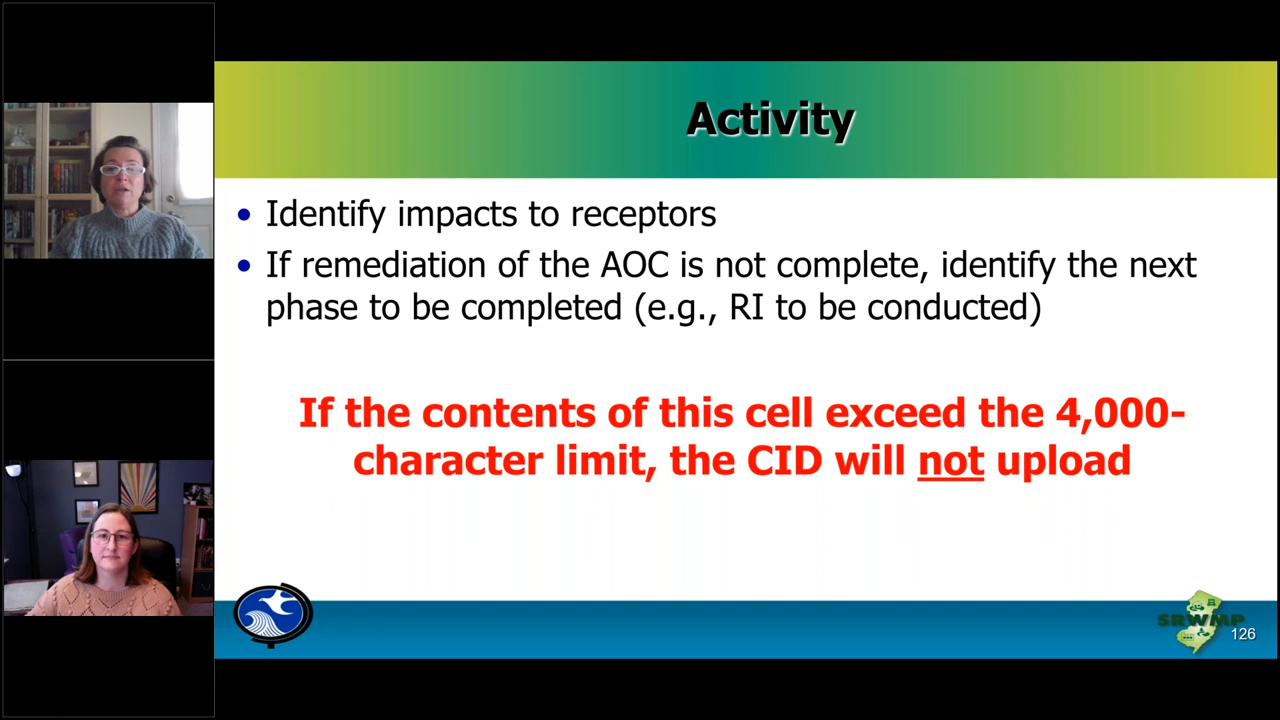 Activity
• Identify impacts to receptors
• If remediation of the AOC is not complete, identify the next
phase to be completed (e.g., RI to be conducted)
If the contents of this cell exceed the 4,000-
character limit, the CID will not upload
SRWMP
126